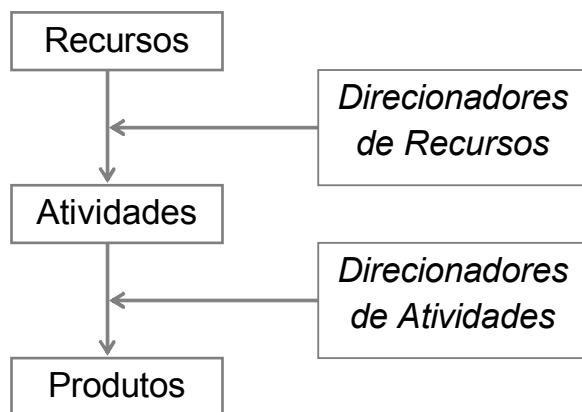 Recursos
Direcionadores
de Recursos
Atividades
Direcionadores
de Atividades
Produtos